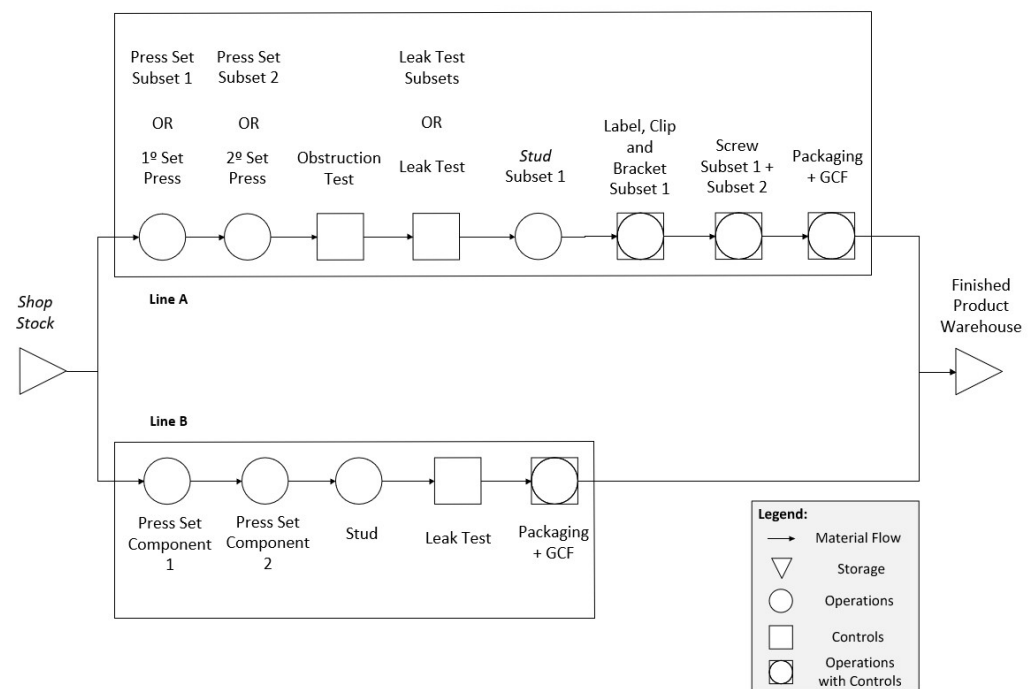 Press Set
Subset 1
OR
1º Set
Press
Press Set
Subset 2
OR
2º Set
Press
Obstruction
Test
Leak Test
Subsets
OR
Leak Test
Stud
Subset 1
Label, Clip
and
Bracket
Subset 1
Screw
Subset 1 +
Subset 2
Packaging
+ GCF
Line A
Shop
Stock
Finished
Product
Warehouse
Line B
Press Set
Component
1
Press Set
Component
2
Stud
Leak Test
Packaging
+ GCF
Legend:
Material Flow
Storage
Operations
Controls
Operations
with Controls